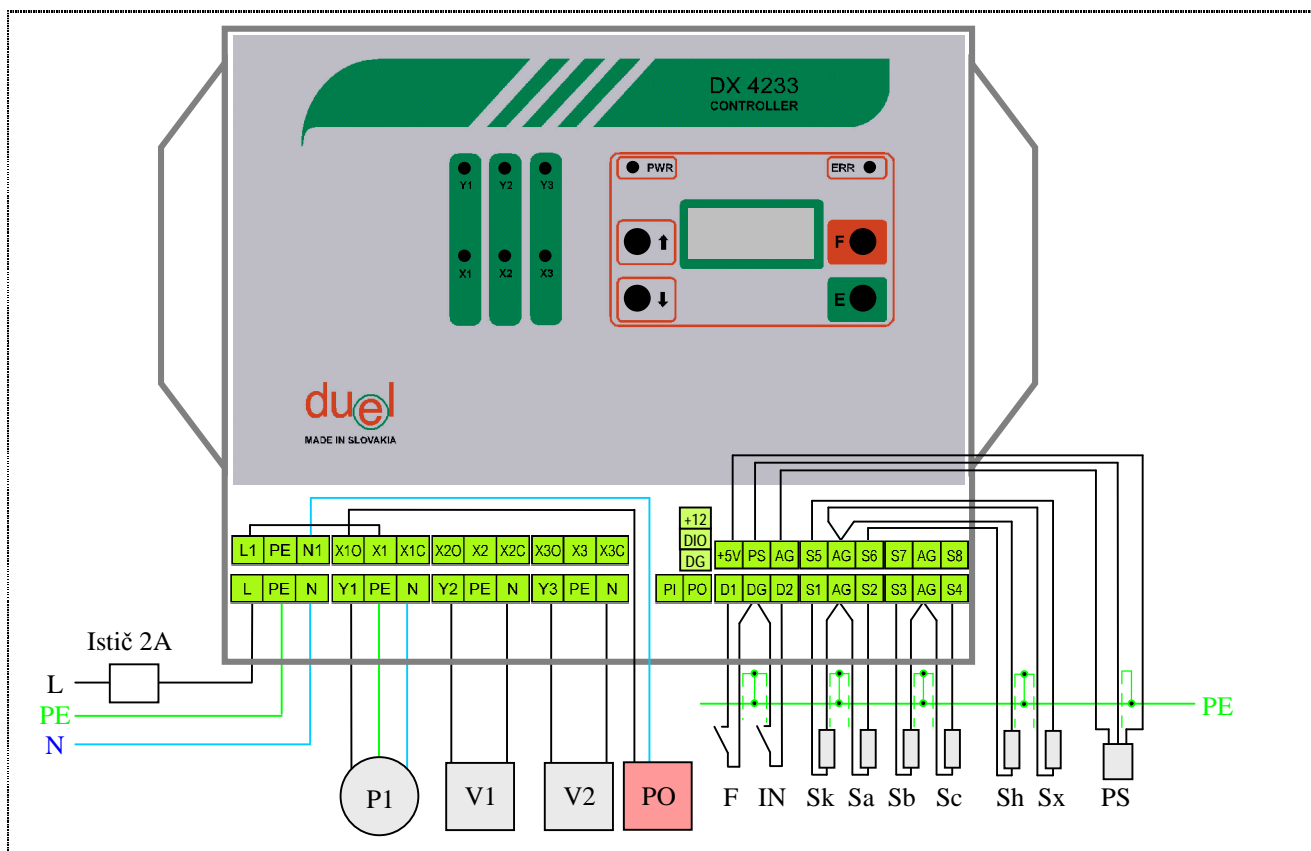 DX 4233
CONTROLLER
PWR
ERR
Y1 Y2 Y3
F
X1 X2 X3
E
duel
MADE IN SLOVAKIA
+12
DIO
DG
L1 PE N1 X1O X1 X1C X2O X2 X2C X3O X3 X3C
+5V PS AG S5 AG S6 S7 AG S8
L PE N Y1 PE N Y2 PE N Y3 PE N
PI PO D1 DG D2 S1 AG S2 S3 AG S4
Istič 2A
L
PE
N
PE
P1 V1 V2 PO
F IN Sk Sa Sb Sc Sh Sx PS